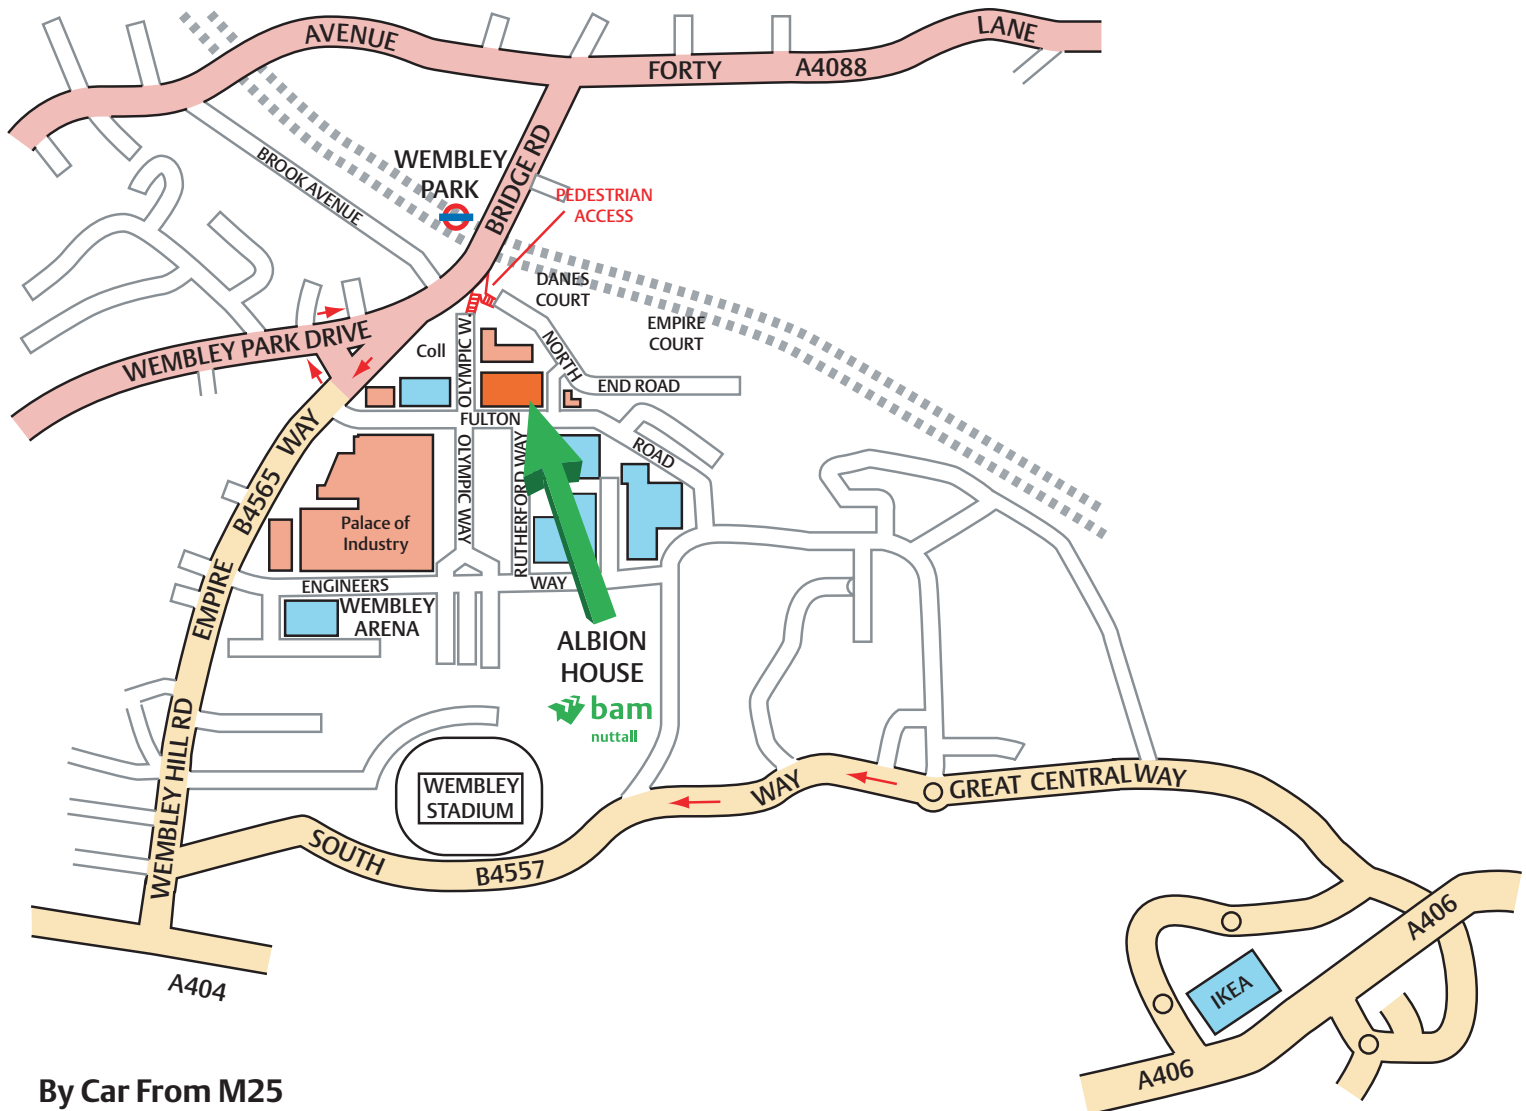 AVENUE
LANE
FORTY
A4088
BRIDGE RD
WEMBLEY
PARK
BROOK AVENUE
PEDESTRIAN
ACCESS
DANES
COURT
EMPIRE
COURT
WEMBLEY PARK DRIVE
Coll
OLYMPIC W.
NORTH
END ROAD
FULTON
ROAD
EMPIRE
B4565
WAY
OLYMPIC WAY
RUTHERFORD WAY
Palace of
Industry
ENGINEERS
WAY
WEMBLEY
ARENA
ALBION
HOUSE
bam
nuttall
WEMBLEY HILL RD
WEMBLEY
STADIUM
SOUTH
B4557
WAY
GREAT CENTRAL WAY
A404
A406
IKEA
A406
By Car From M25